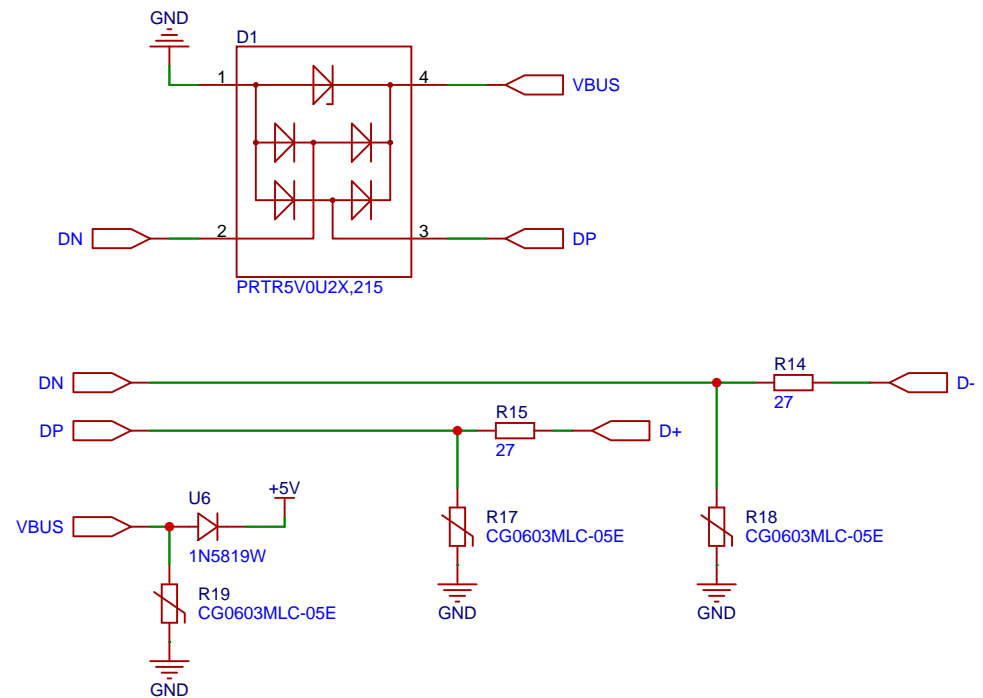 GND
D1
1
4
VBUS
DN
2
3
DP
PRTR5V0U2X,215
DN
R14
27
D-
DP
R15
27
D+
VBUS
U6
+5V
1N5819W
R17
CG0603MLC-05E
R18
CG0603MLC-05E
GND
GND
R19
CG0603MLC-05E
GND